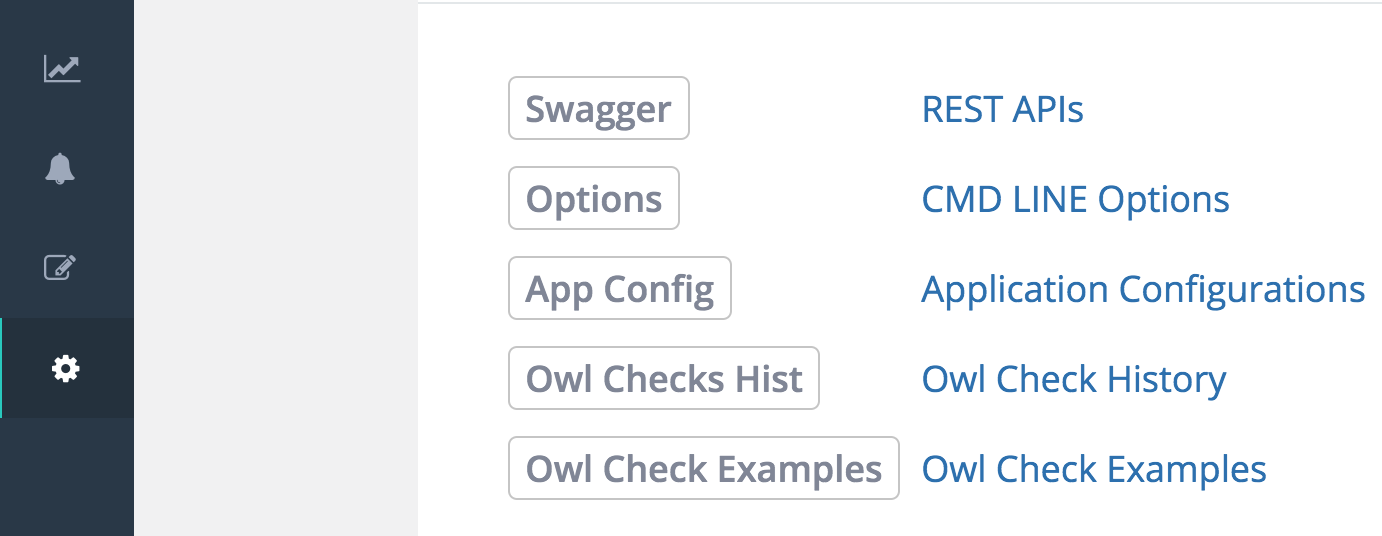 Swagger REST APIs
Options CMD LINE Options
App Config Application Configurations
Owl Checks Hist Owl Check History
Owl Check Examples Owl Check Examples